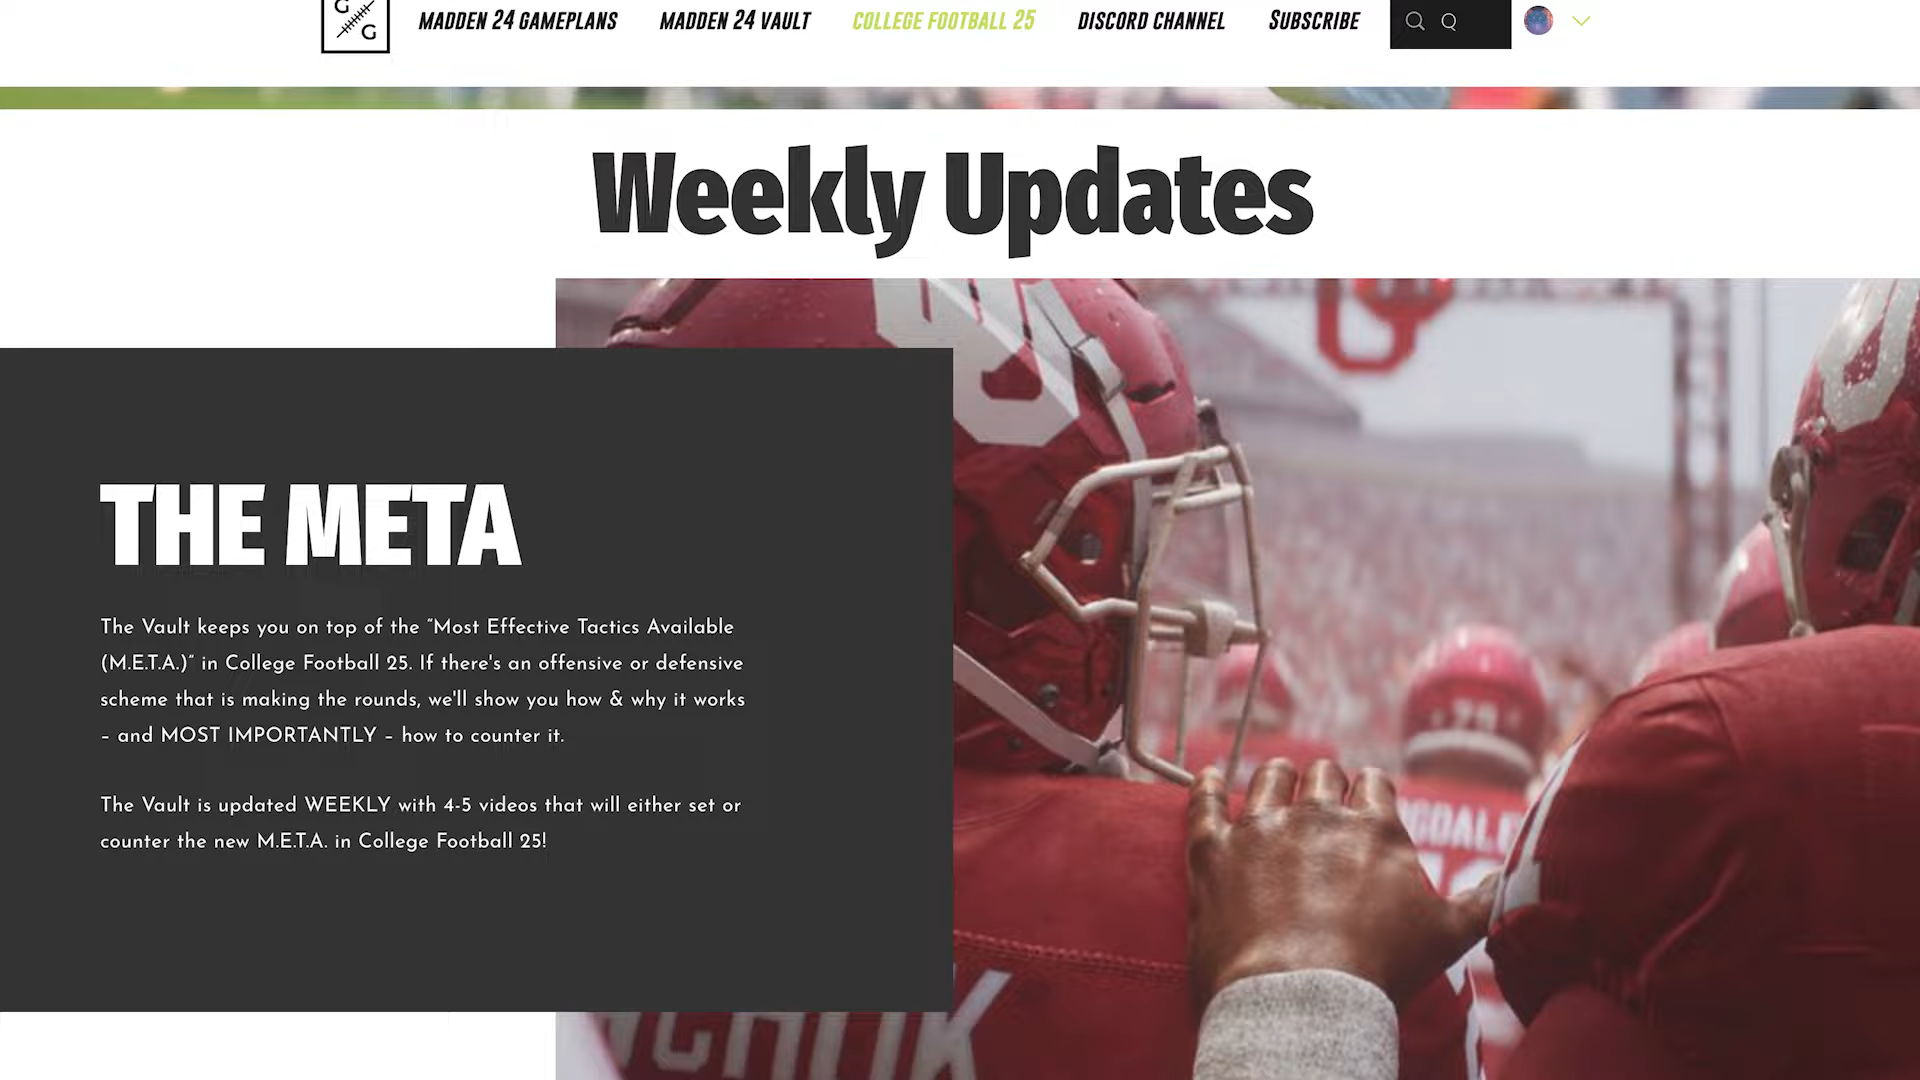 G
G
MADDEN 24 GAMEPLANS
MADDEN 24 VAULT
COLLEGE FOOTBALL 25
DISCORD CHANNEL
SUBSCRIBE
Weekly Updates
THE META
The Vault keeps you on top of the "Most Effective Tactics Available
(M.E.T.A.)" in College Football 25. If there's an offensive or defensive
scheme that is making the rounds, we'll show you how & why it works
– and MOST IMPORTANTLY – how to counter it.
The Vault is updated WEEKLY with 4-5 videos that will either set or
counter the new M.E.T.A. in College Football 25!